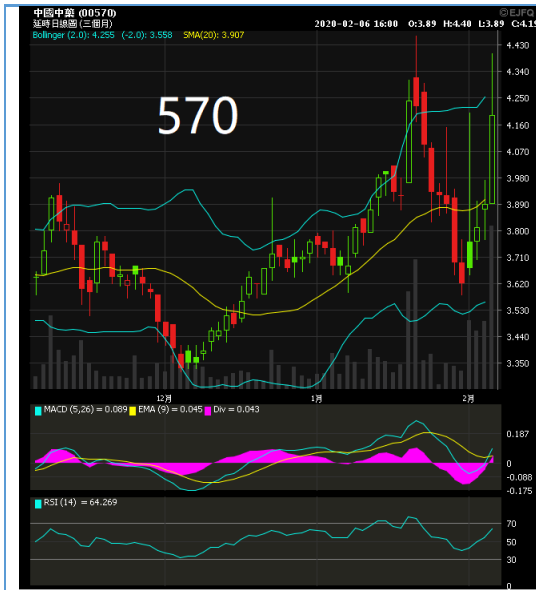 中國中藥 (00570)
©EJFQ
延時日線圖 (三個月)
2020-02-06 16:00 O:3.89 H:4.40 L:3.89 C:4.19
Bollinger (2.0): 4.255 (-2.0): 3.558 SMA(20): 3.907
570
4.430
4.340
4.250
4.160
4.070
3.980
3.890
3.800
3.710
3.620
3.530
3.440
3.350
12月 1月 2月
MACD (5,26) = 0.089 EMA (9) = 0.045 Div = 0.043
0.187
0
-0.088
-0.175
RSI (14) = 64.269
70
50
30
0